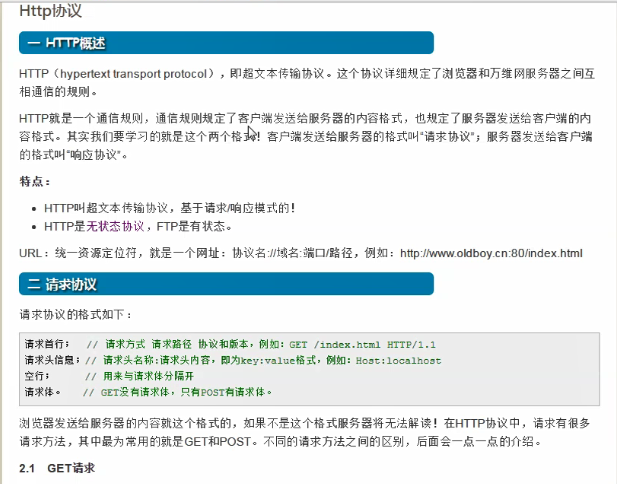 Http协议
一 HTTP概述
HTTP（hypertext transport protocol），即超文本传输协议。这个协议详细规定了浏览器和万维网服务器之间互
相通信的规则。
HTTP就是一个通信规则，通信规则规定了客户端发送给服务器的内容格式，也规定了服务器发送给客户端的内
容格式。其实我们要学习的就是这个两个格式！客户端发送给服务器的格式叫“请求协议”；服务器发送给客户端
的格式叫“响应协议”。
特点：
• HTTP叫超文本传输协议，基于请求/响应模式的！
• HTTP是无状态协议，FTP是有状态。
URL：统一资源定位符，就是一个网址：协议名://域名:端口/路径，例如：http://www.oldboy.cn:80/index.html
二 请求协议
请求协议的格式如下：
请求首行； // 请求方式 请求路径 协议和版本，例如：GET /index.html HTTP/1.1
请求头信息；// 请求头名称:请求头内容，即为key:value格式，例如：Host:localhost
空行； // 用来与请求体分隔开
请求体。 // GET没有请求体，只有POST有请求体。
浏览器发送给服务器的内容就这个格式的，如果不是这个格式服务器将无法解读！在HTTP协议中，请求有很多
请求方法，其中最为常用的就是GET和POST。不同的请求方法之间的区别，后面会一点一点的介绍。
2.1 GET请求